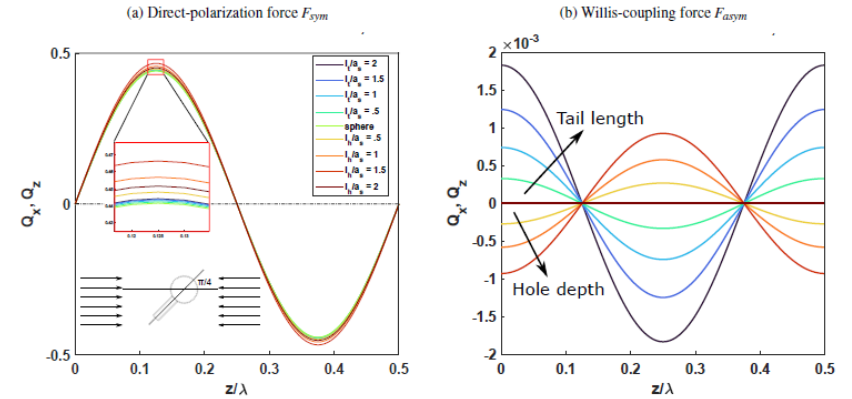 (a) Direct-polarization force F_sym
(b) Willis-coupling force F_asym
0.5
0
-0.5
Q_x, Q_z
0
0.1
0.2
0.3
0.4
0.5
z/λ
l_t/a_s = 2
l_t/a_s = 1.5
l_t/a_s = 1
l_t/a_s = .5
sphere
l_h/a_s = .5
l_h/a_s = 1
l_h/a_s = 1.5
l_h/a_s = 2
π/4
×10^-3
2
1.5
1
0.5
0
-0.5
-1
-1.5
-2
Q_x, Q_z
Tail length
Hole depth
0
0.1
0.2
0.3
0.4
0.5
z/λ